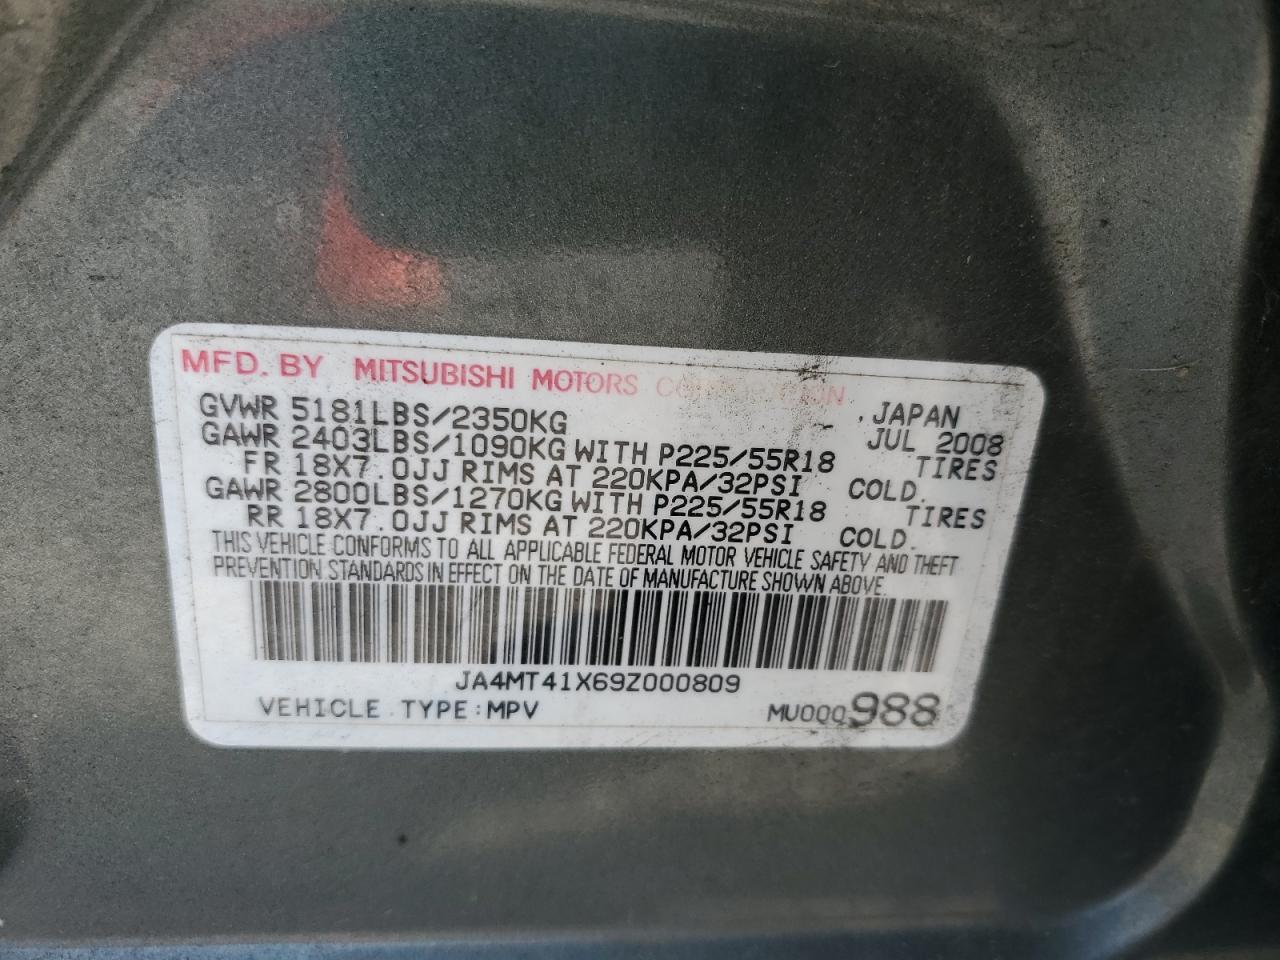 MFD. BY MITSUBISHI MOTORS CORPORATION
GVWR 5181LBS/2350KG , JAPAN
GAWR 2403LBS/1090KG WITH P225/55R18 JUL 2008
FR 18X7.0JJ RIMS AT 220KPA/32PSI TIRES COLD.
GAWR 2800LBS/1270KG WITH P225/55R18 TIRES
RR 18X7.0JJ RIMS AT 220KPA/32PSI COLD.
THIS VEHICLE CONFORMS TO ALL APPLICABLE FEDERAL MOTOR VEHICLE SAFETY AND THEFT
PREVENTION STANDARDS IN EFFECT ON THE DATE OF MANUFACTURE SHOWN ABOVE.
JA4MT41X69Z000809
VEHICLE TYPE:MPV MU000988